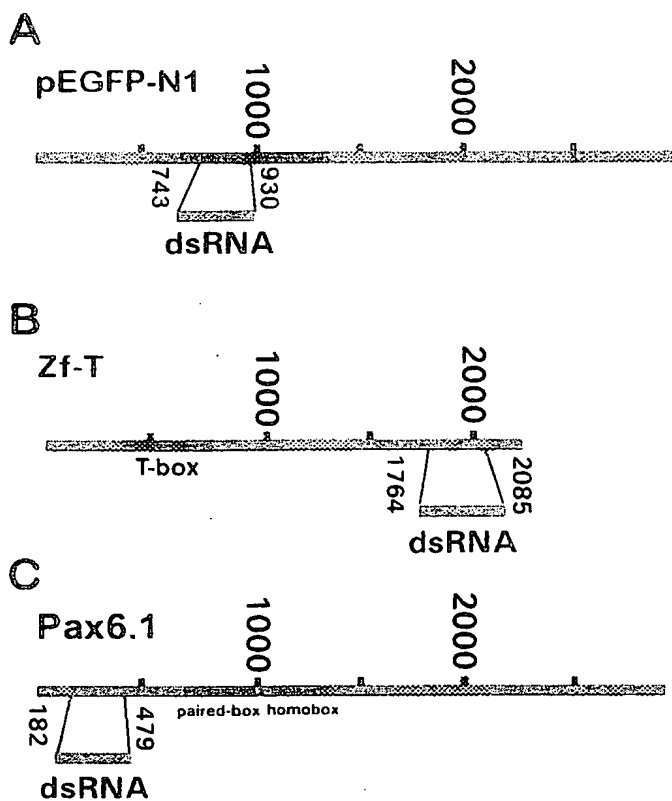 A
pEGFP-N1
1000
2000
743
930
dsRNA
B
Zf-T
1000
2000
T-box
1764
2085
dsRNA
C
Pax6.1
1000
2000
paired-box homobox
182
479
dsRNA